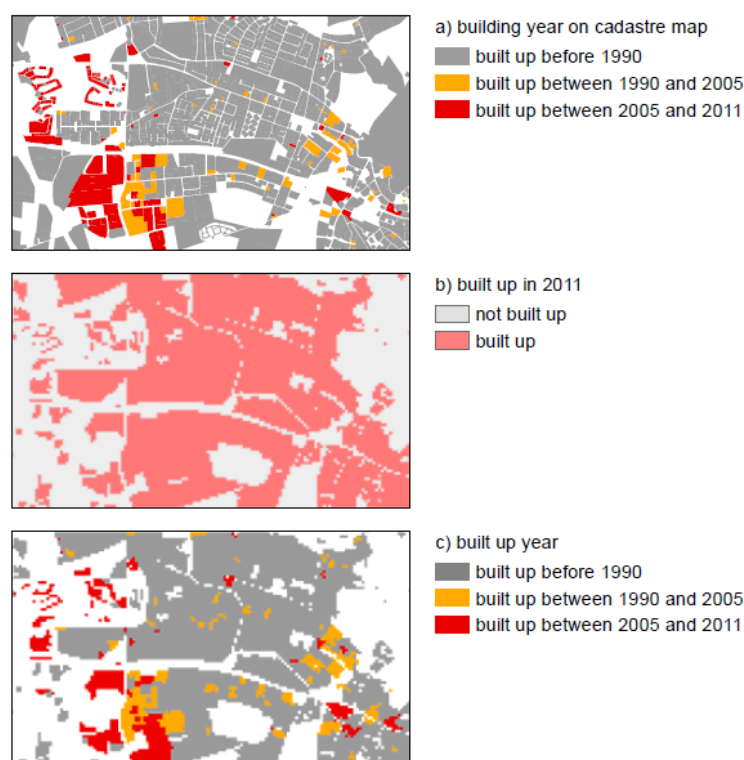 a) building year on cadastre map
built up before 1990
built up between 1990 and 2005
built up between 2005 and 2011
b) built up in 2011
not built up
built up
c) built up year
built up before 1990
built up between 1990 and 2005
built up between 2005 and 2011